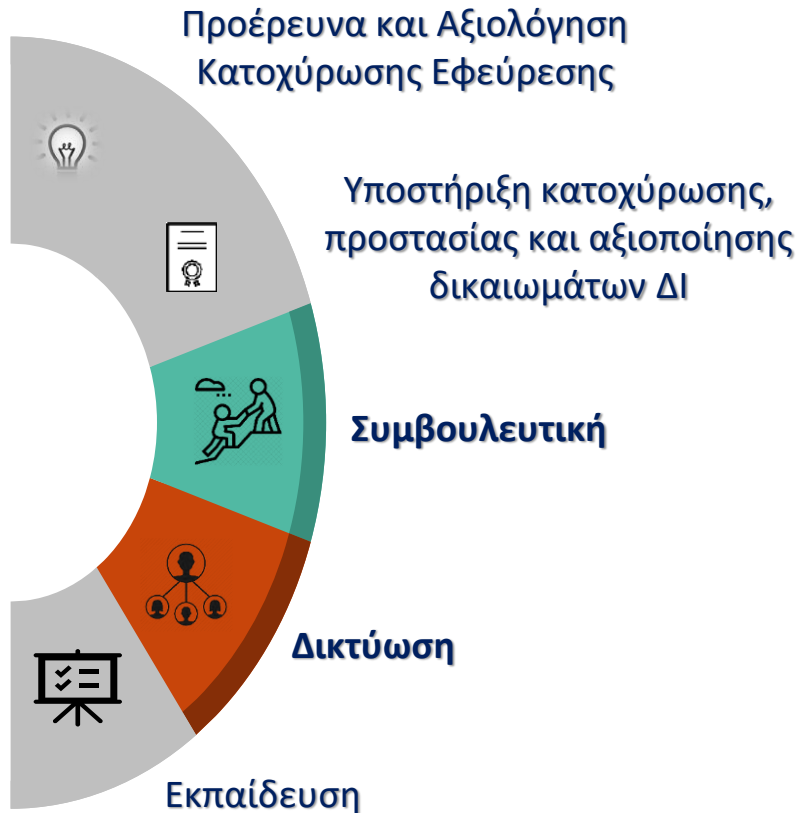 Προέρευνα και Αξιολόγηση
Κατοχύρωσης Εφεύρεσης
Υποστήριξη κατοχύρωσης,
προστασίας και αξιοποίησης
δικαιωμάτων ΔΙ
Συμβουλευτική
Δικτύωση
Εκπαίδευση